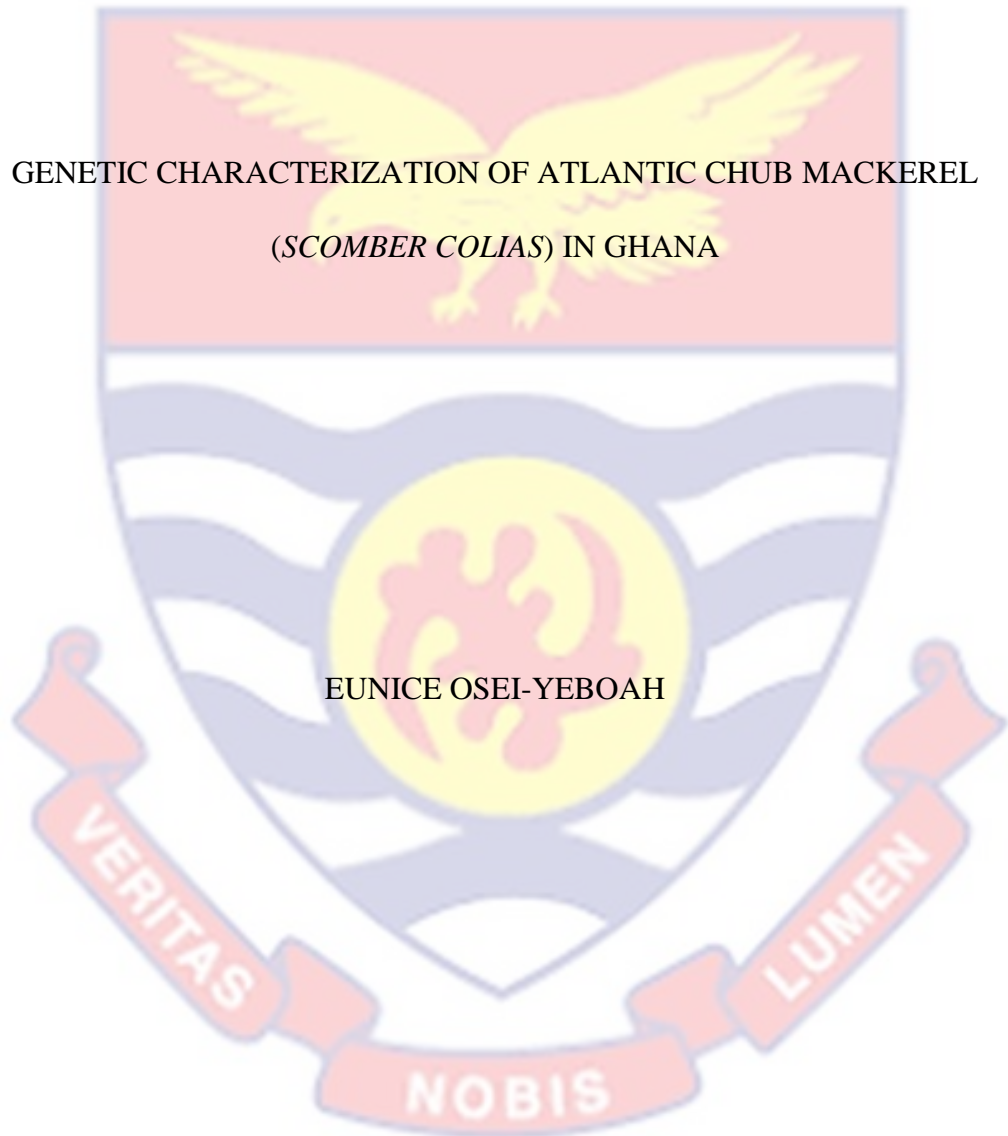 GENETIC CHARACTERIZATION OF ATLANTIC CHUB MACKEREL
(SCOMBER COLIAS) IN GHANA
EUNICE OSEI-YEBOAH
VERITAS
NOBIS
LUMEN